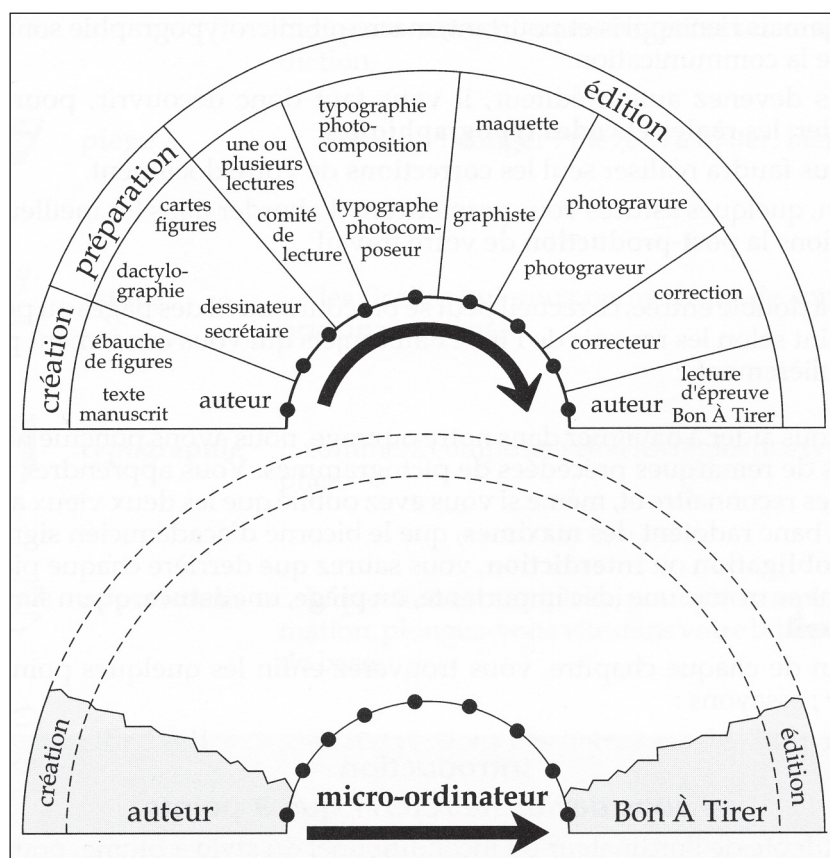 création
préparation
édition
texte
manuscrit
ébauche
de figures
auteur
dactylo-
graphie
cartes
figures
dessinateur
secrétaire
une ou
plusieurs
lectures
comité
de
lecture
typographie
photo-
composition
typographe
photocom-
poseur
maquette
graphiste
photogravure
photograveur
correction
correcteur
lecture
d'épreuve
Bon À Tirer
auteur
création
auteur
micro-ordinateur
Bon À Tirer
édition